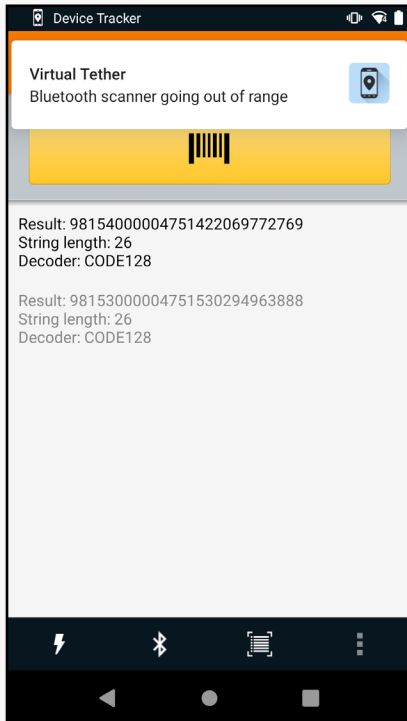 Device Tracker
Virtual Tether
Bluetooth scanner going out of range
Result: 98154000004751422069772769
String length: 26
Decoder: CODE128
Result: 98153000004751530294963888
String length: 26
Decoder: CODE128